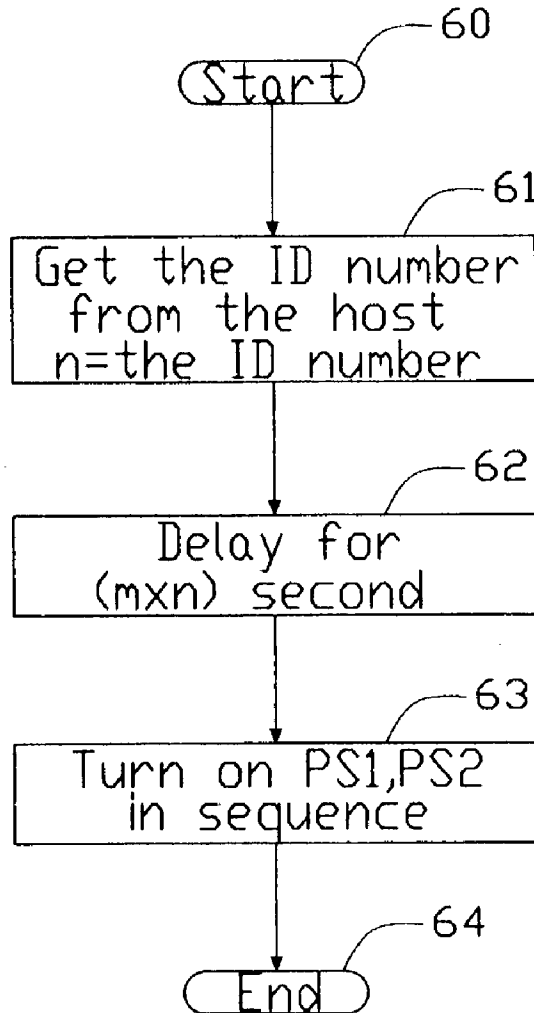 60
Start
61
Get the ID number
from the host
n=the ID number
62
Delay for
(mxn) second
63
Turn on PS1,PS2
in sequence
64
End